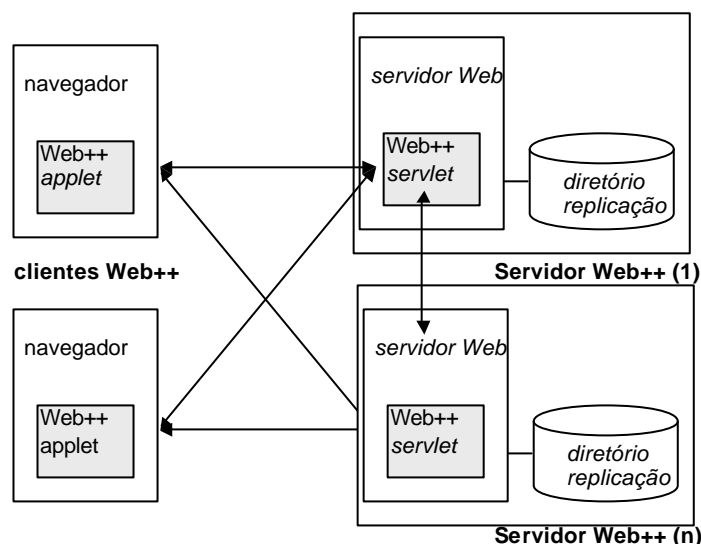 navegador
Web++
applet
servidor Web
Web++
servlet
diretório
replicação
clientes Web++
Servidor Web++ (1)
navegador
Web++
applet
servidor Web
Web++
servlet
diretório
replicação
Servidor Web++ (n)